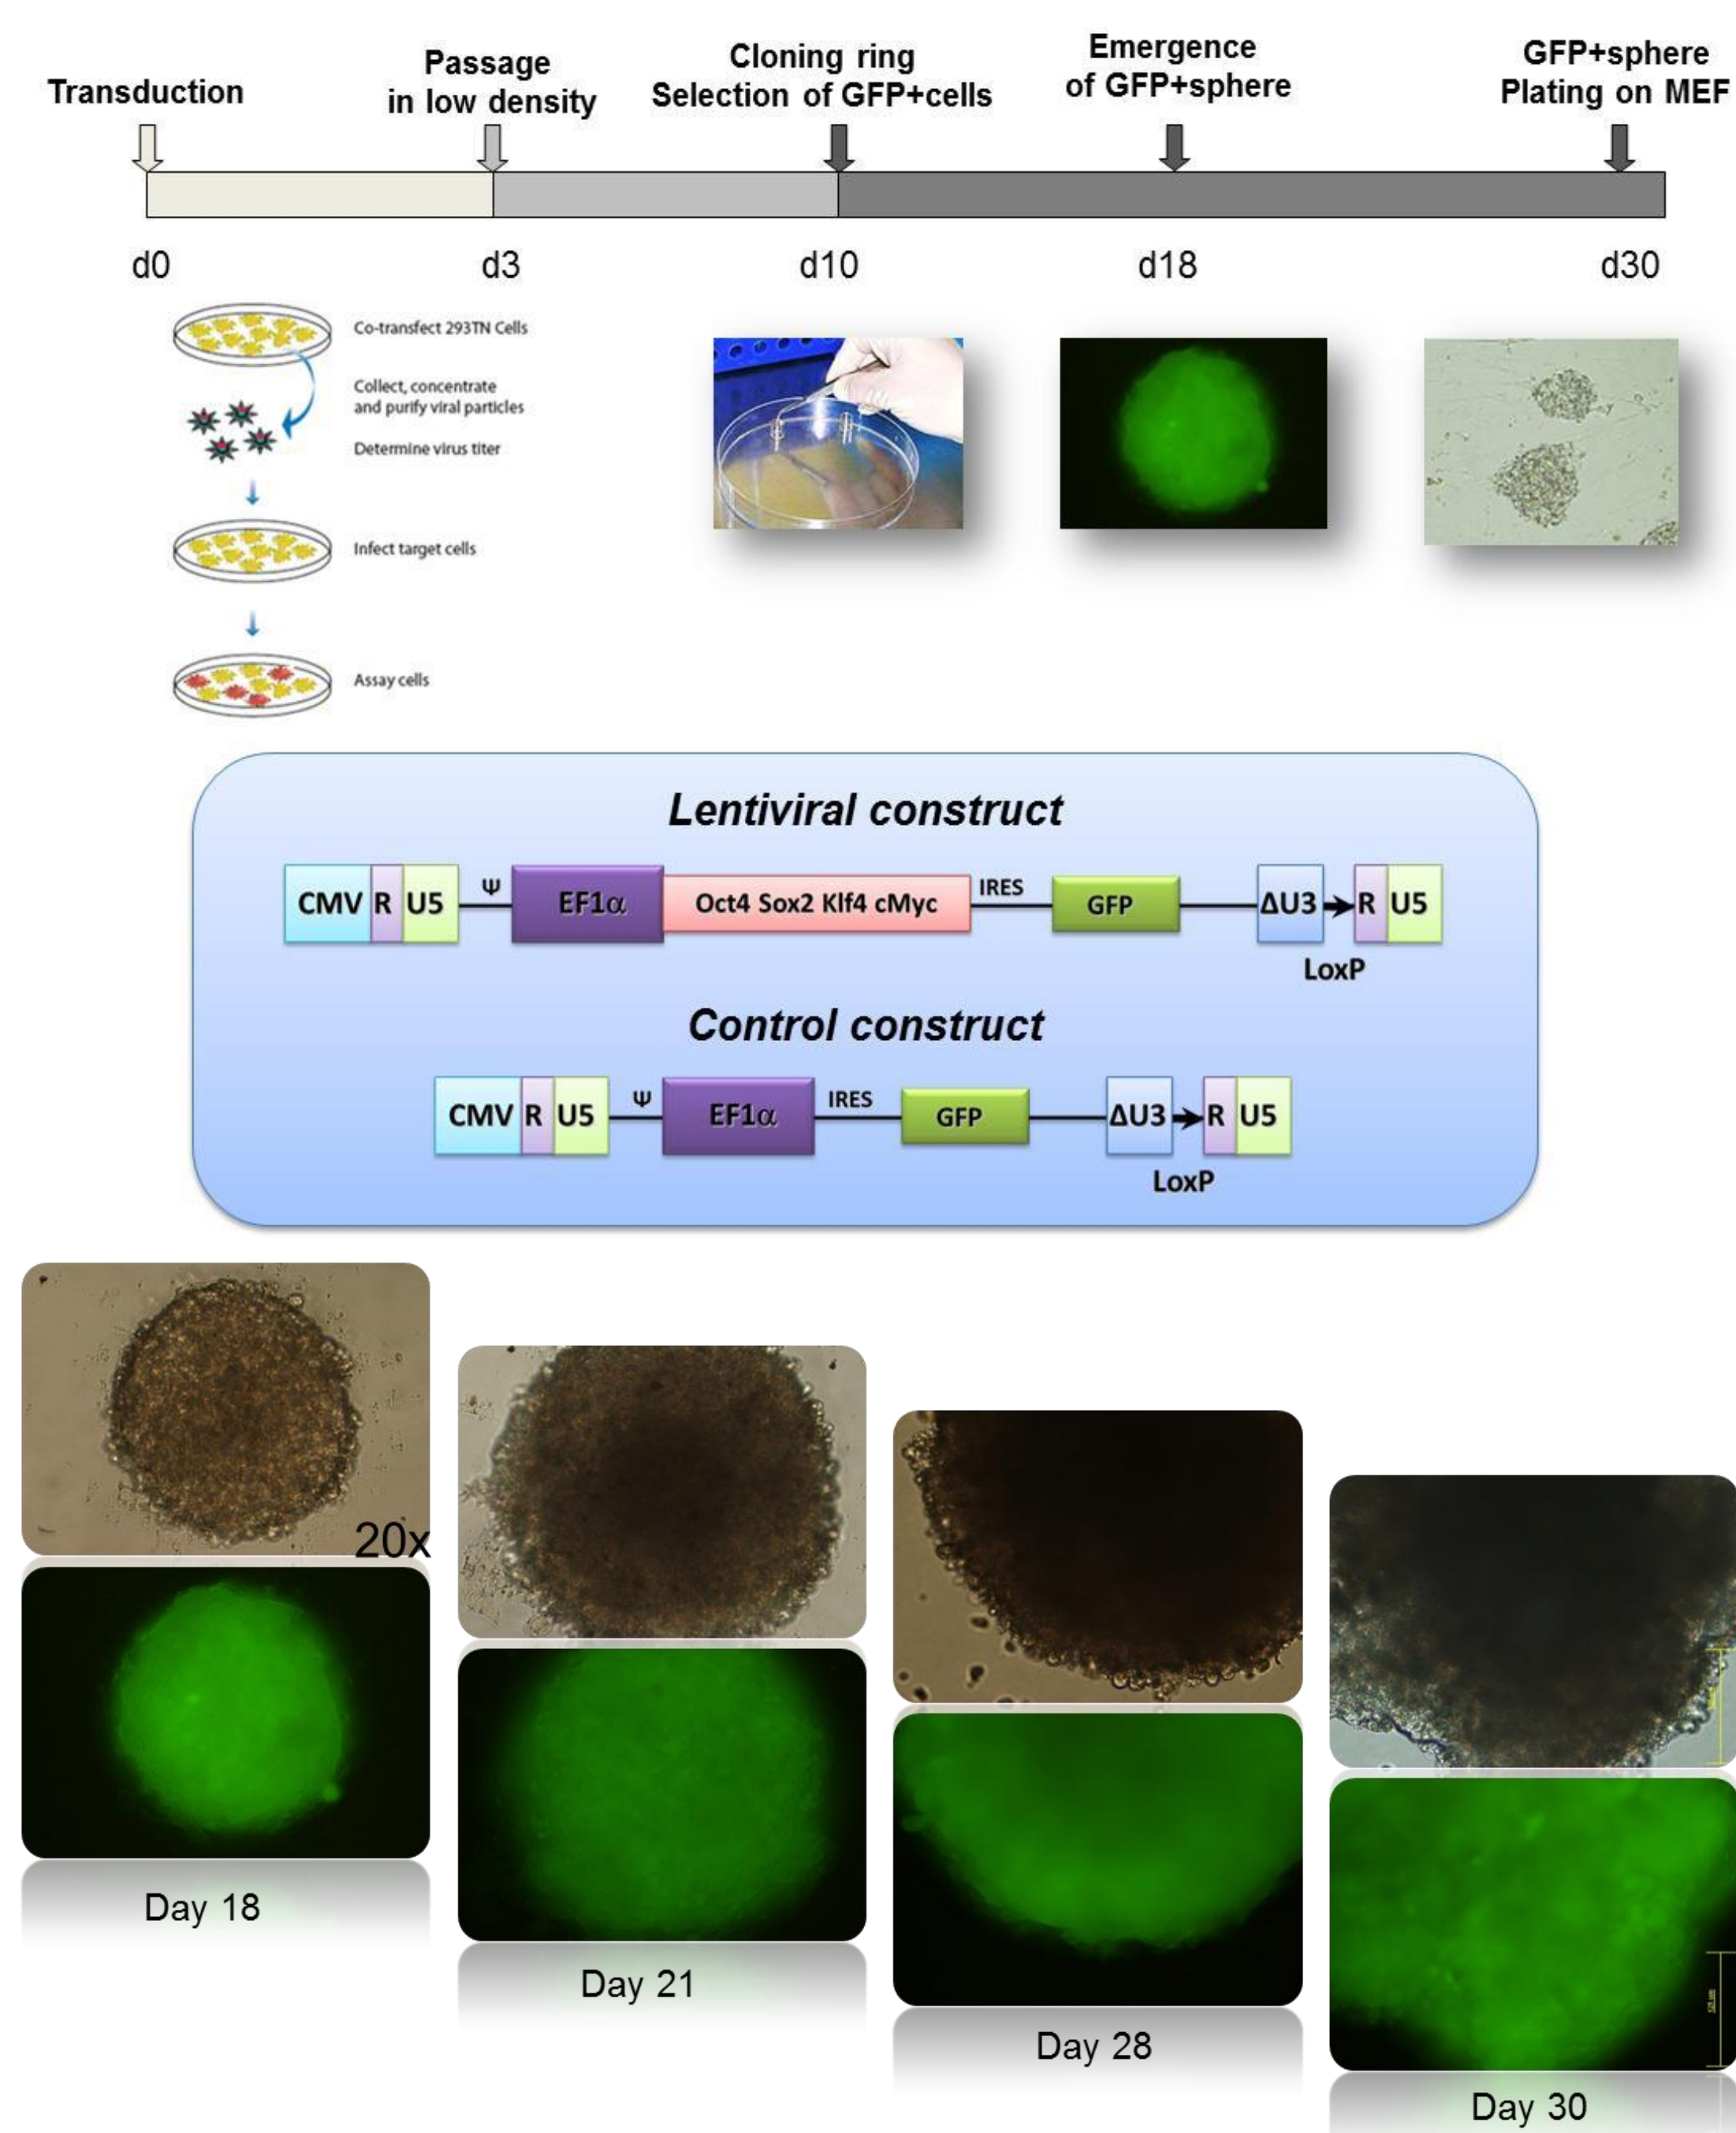 Transduction
Passage
in low density
Cloning ring
Selection of GFP+cells
Emergence
of GFP+sphere
GFP+sphere
Plating on MEF
d0
d3
d10
d18
d30
Co-transfect 293TN Cells
Collect, concentrate
and purify viral particles
Determine virus titer
Infect target cells
Assay cells
Lentiviral construct
CMV R U5 Ψ EF1α Oct4 Sox2 Klf4 cMyc IRES GFP ΔU3 R U5
LoxP
Control construct
CMV R U5 Ψ EF1α IRES GFP ΔU3 R U5
LoxP
20x
Day 18
Day 21
Day 28
Day 30